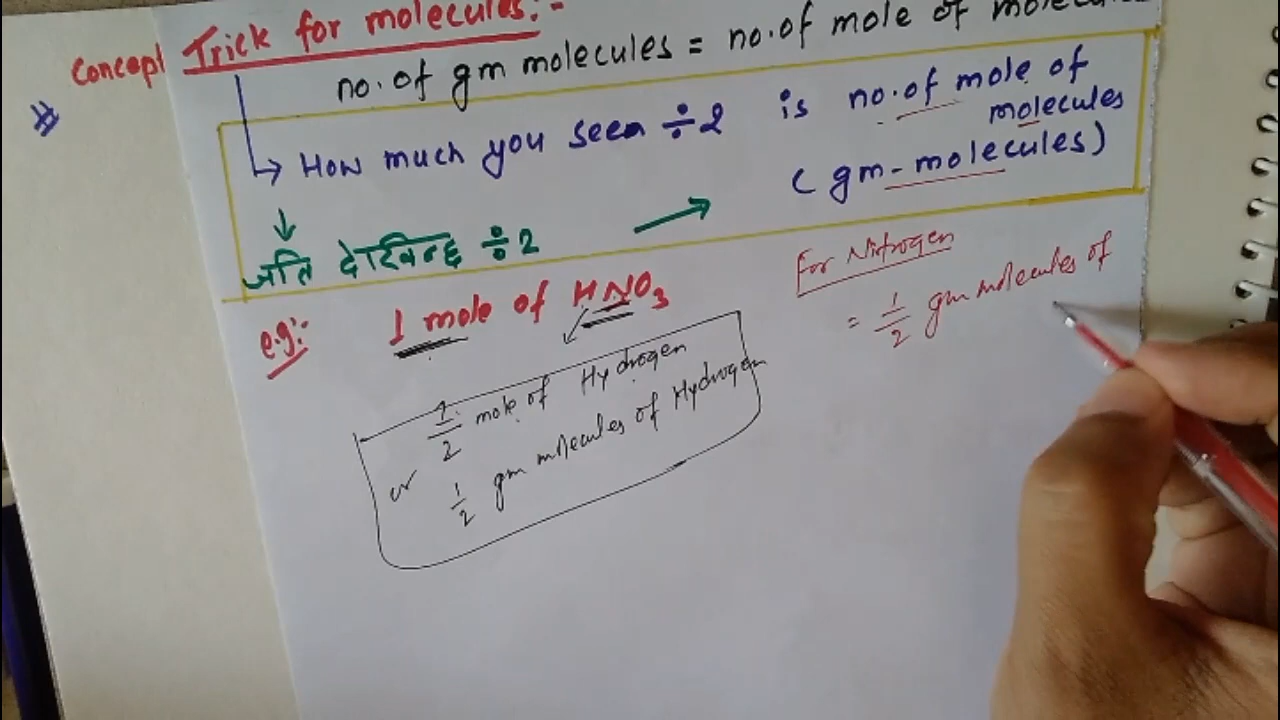 Concept Trick for molecules:-
no. of gm molecules = no. of mole of molecules
» How much you seen ÷2 is no. of mole of
molecules
(gm-molecules)
↓
जति देखिन्छ ÷2 →
e.g:- 1 mole of HNO3
1/2 mole of Hydrogen
or 1/2 gm molecules of Hydrogen
For Nitrogen
= 1/2 gm molecules of